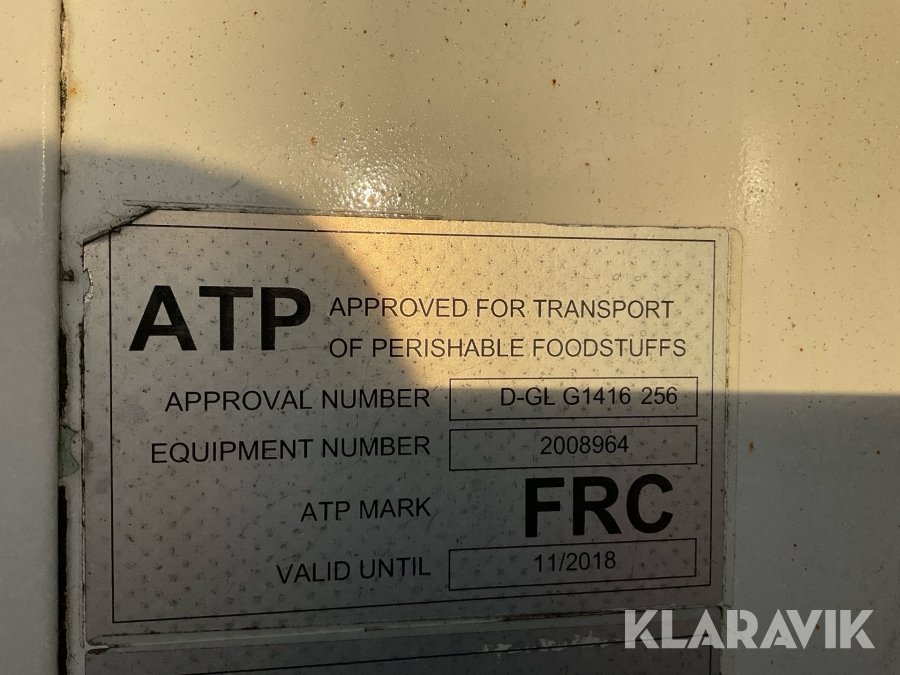 ATP APPROVED FOR TRANSPORT
OF PERISHABLE FOODSTUFFS
APPROVAL NUMBER D-GL G1416 256
EQUIPMENT NUMBER 2008964
ATP MARK FRC
VALID UNTIL 11/2018
KLARAVIK